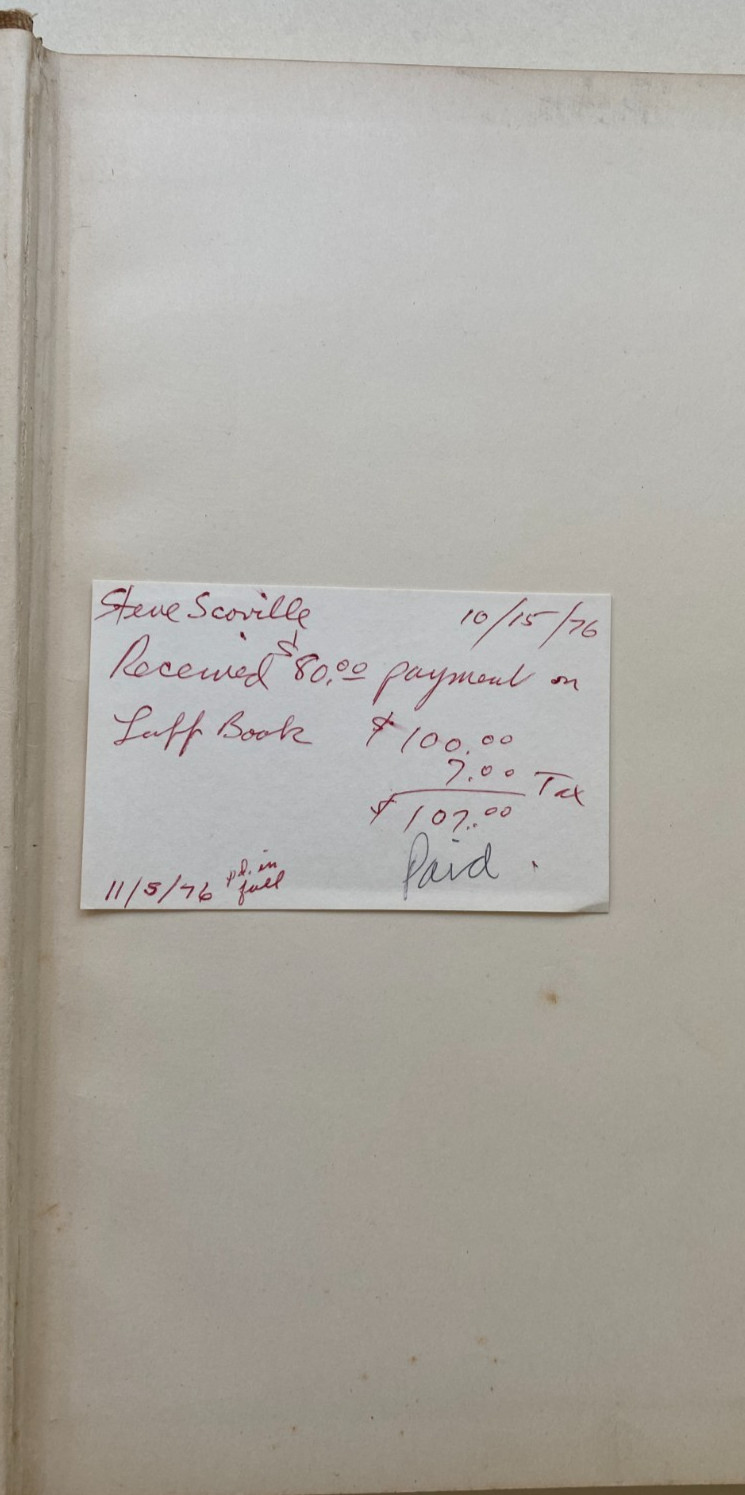 Steve Scoville 10/15/76
Received $80.00 payment on
Luff Book $100.00
7.00 Tax
$107.00
Paid.
11/5/76 pd. in
full